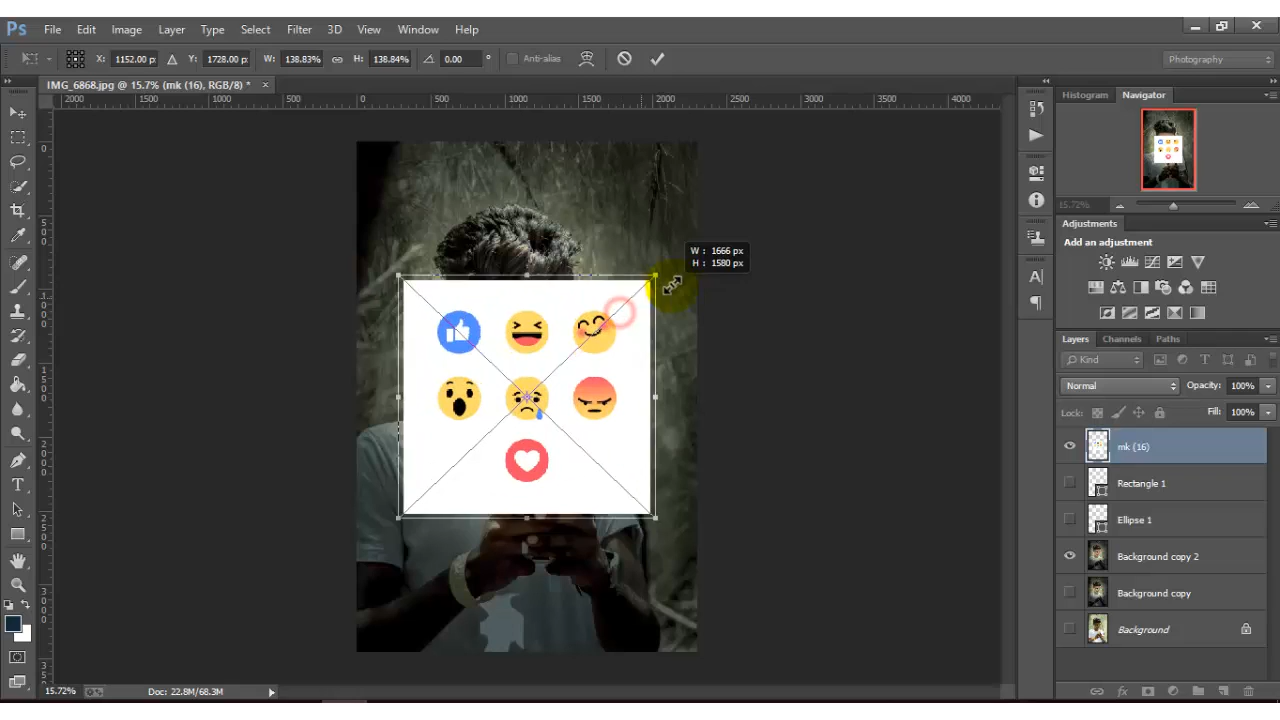 Ps File Edit Image Layer Type Select Filter 3D View Window Help
X: 1152.00 p: Y: 1728.00 p: W: 138.83% H: 138.84% 0.00 ° Anti-alias Photography
IMG_6868.jpg @ 15.7% (mk (16), RGB/8) * ×
2000 1500 1000 500 0 500 1000 1500 2000 2500 3000 3500 4000
Histogram Navigator
15.72%
Adjustments
Add an adjustment
W : 1666 px
H : 1580 px
Layers Channels Paths
Kind
Normal Opacity: 100%
Lock: Fill: 100%
mk (16)
Rectangle 1
Ellipse 1
Background copy 2
Background copy
Background
15.72% Doc: 22.8M/68.3M